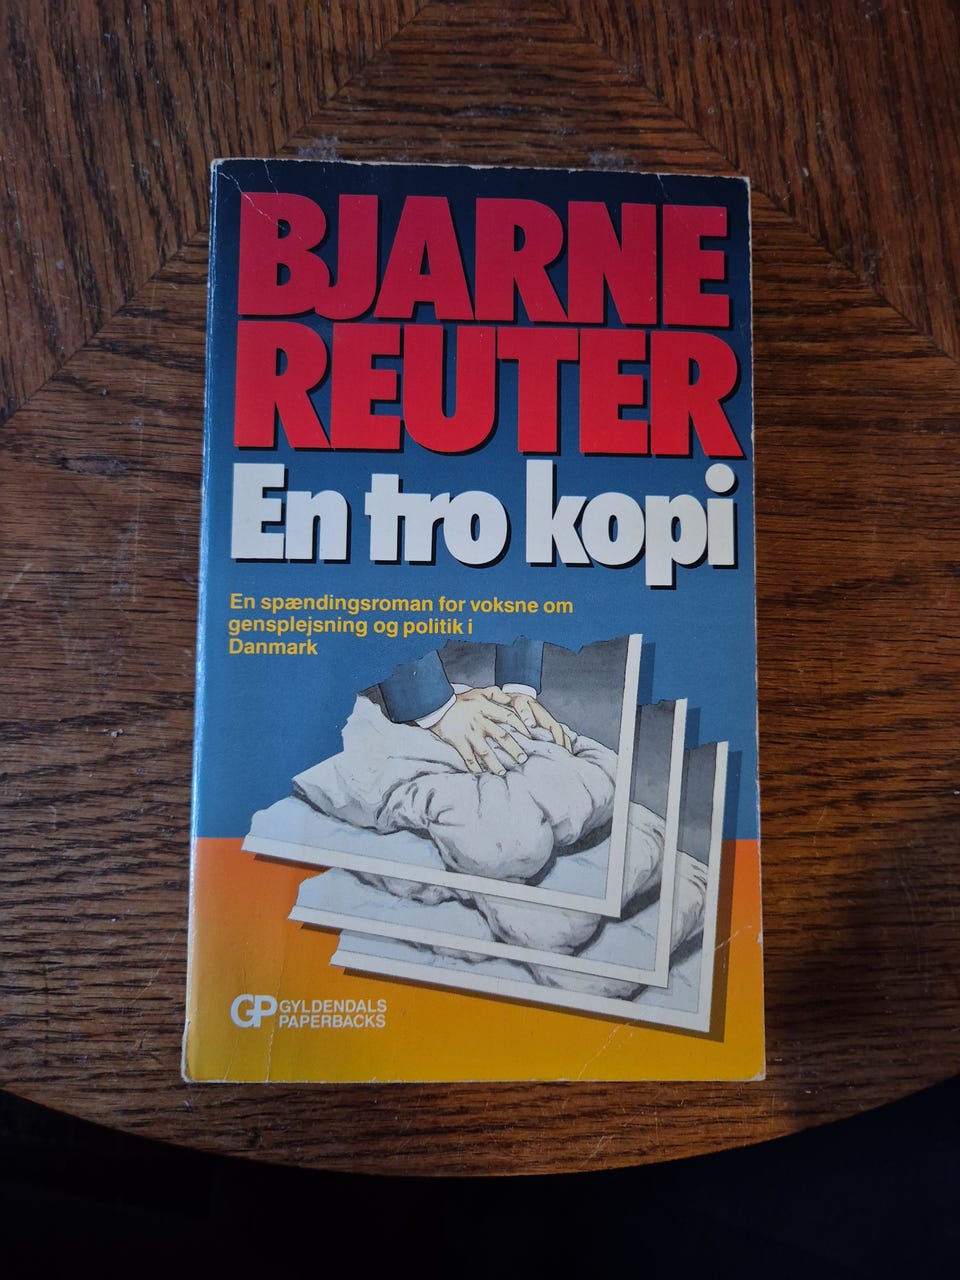 BJARNE
REUTER
En tro kopi
En spændingsroman for voksne om
gensplejsning og politik i
Danmark
GP GYLDENDALS
PAPERBACKS